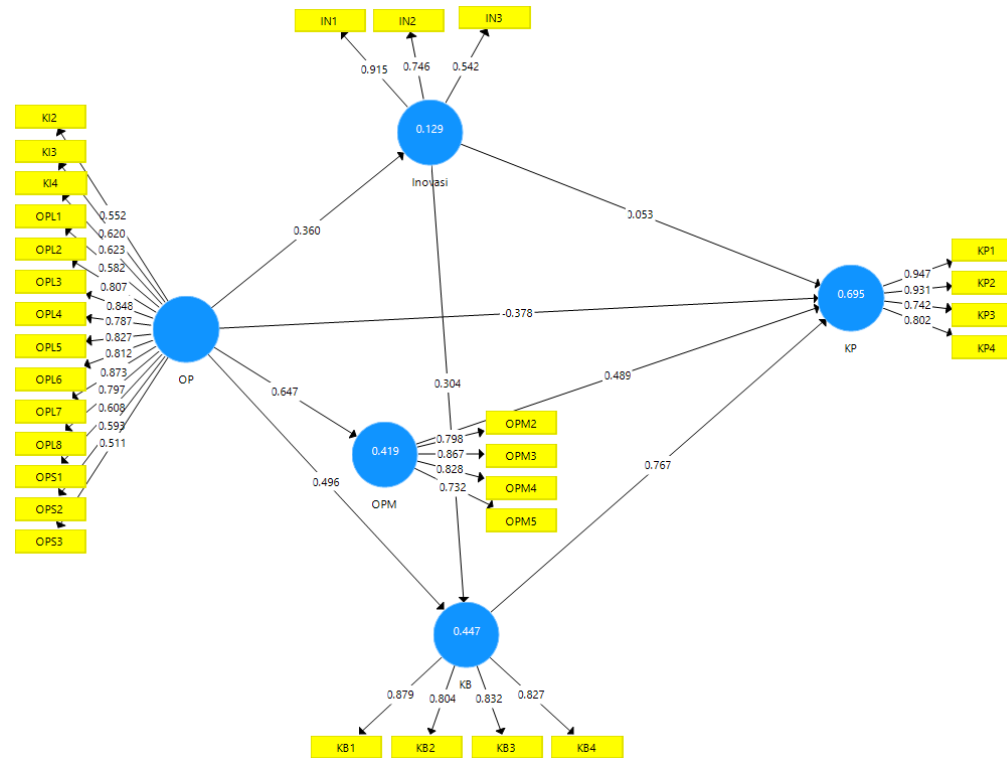 IN1
IN2
IN3
0.915
0.746
0.542
0.129
Inovasi
KI2
KI3
KI4
OPL1
OPL2
OPL3
OPL4
OPL5
OPL6
OPL7
OPL8
OPS1
OPS2
OPS3
0.552
0.620
0.623
0.582
0.807
0.848
0.787
0.827
0.812
0.873
0.797
0.608
0.593
0.511
OP
0.360
0.053
-0.378
0.647
0.496
0.304
0.489
0.767
0.419
OPM
0.798
0.867
0.828
0.732
OPM2
OPM3
OPM4
OPM5
0.695
KP
0.947
0.931
0.742
0.802
KP1
KP2
KP3
KP4
0.447
KB
0.879
0.804
0.832
0.827
KB1
KB2
KB3
KB4